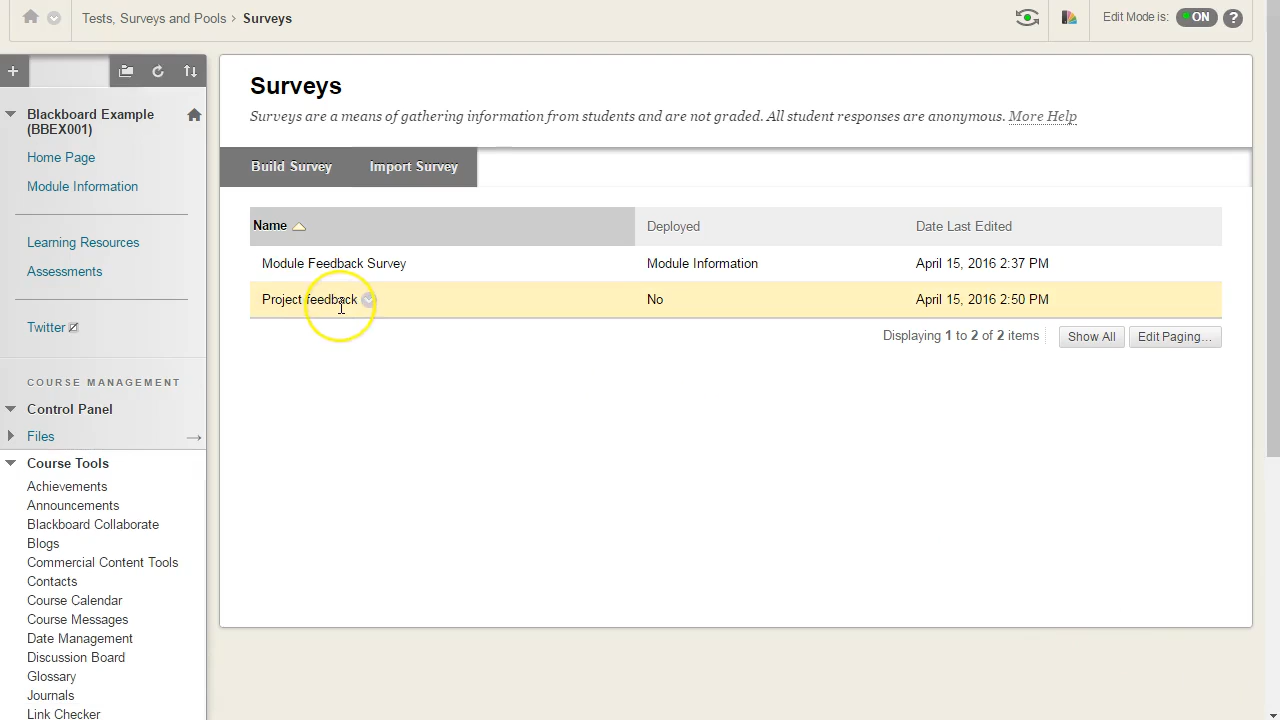 Tests, Surveys and Pools › Surveys
Edit Mode is: ON ?
Blackboard Example
(BBEX001)
Home Page
Module Information
Learning Resources
Assessments
Twitter
COURSE MANAGEMENT
Control Panel
Files
Course Tools
Achievements
Announcements
Blackboard Collaborate
Blogs
Commercial Content Tools
Contacts
Course Calendar
Course Messages
Date Management
Discussion Board
Glossary
Journals
Link Checker
Surveys
Surveys are a means of gathering information from students and are not graded. All student responses are anonymous. More Help
Build Survey Import Survey
Name Deployed Date Last Edited
Module Feedback Survey Module Information April 15, 2016 2:37 PM
Project feedback No April 15, 2016 2:50 PM
Displaying 1 to 2 of 2 items Show All Edit Paging...